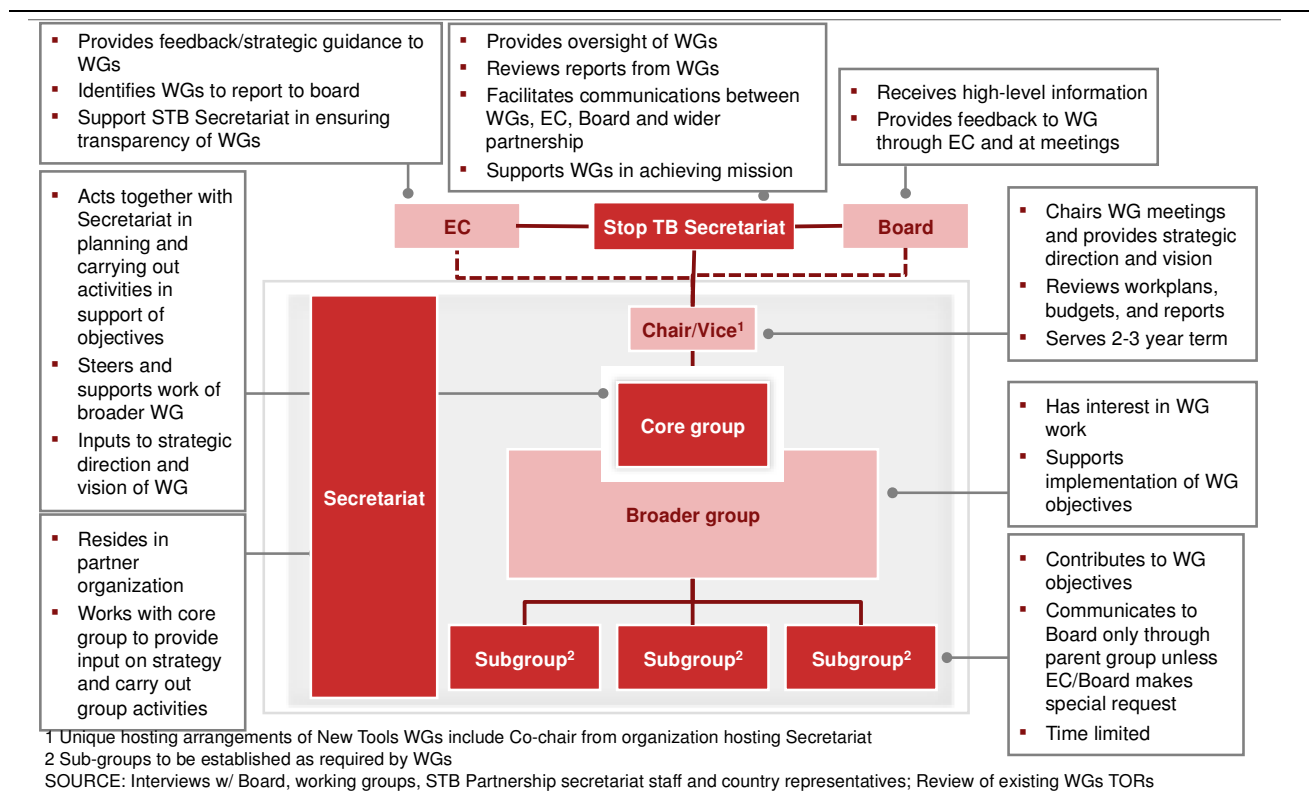 ▪ Provides feedback/strategic guidance to
WGs
▪ Identifies WGs to report to board
▪ Support STB Secretariat in ensuring
transparency of WGs
▪ Provides oversight of WGs
▪ Reviews reports from WGs
▪ Facilitates communications between
WGs, EC, Board and wider
partnership
▪ Supports WGs in achieving mission
▪ Receives high-level information
▪ Provides feedback to WG
through EC and at meetings
▪ Acts together with
Secretariat in
planning and
carrying out
activities in
support of
objectives
▪ Steers and
supports work of
broader WG
▪ Inputs to strategic
direction and
vision of WG
EC
Stop TB Secretariat
Board
▪ Chairs WG meetings
and provides strategic
direction and vision
▪ Reviews workplans,
budgets, and reports
▪ Serves 2-3 year term
Chair/Vice¹
Core group
▪ Has interest in WG
work
▪ Supports
implementation of WG
objectives
Secretariat
Broader group
▪ Resides in
partner
organization
▪ Works with core
group to provide
input on strategy
and carry out
group activities
Subgroup²
Subgroup²
Subgroup²
▪ Contributes to WG
objectives
▪ Communicates to
Board only through
parent group unless
EC/Board makes
special request
▪ Time limited
1 Unique hosting arrangements of New Tools WGs include Co-chair from organization hosting Secretariat
2 Sub-groups to be established as required by WGs
SOURCE: Interviews w/ Board, working groups, STB Partnership secretariat staff and country representatives; Review of existing WGs TORs